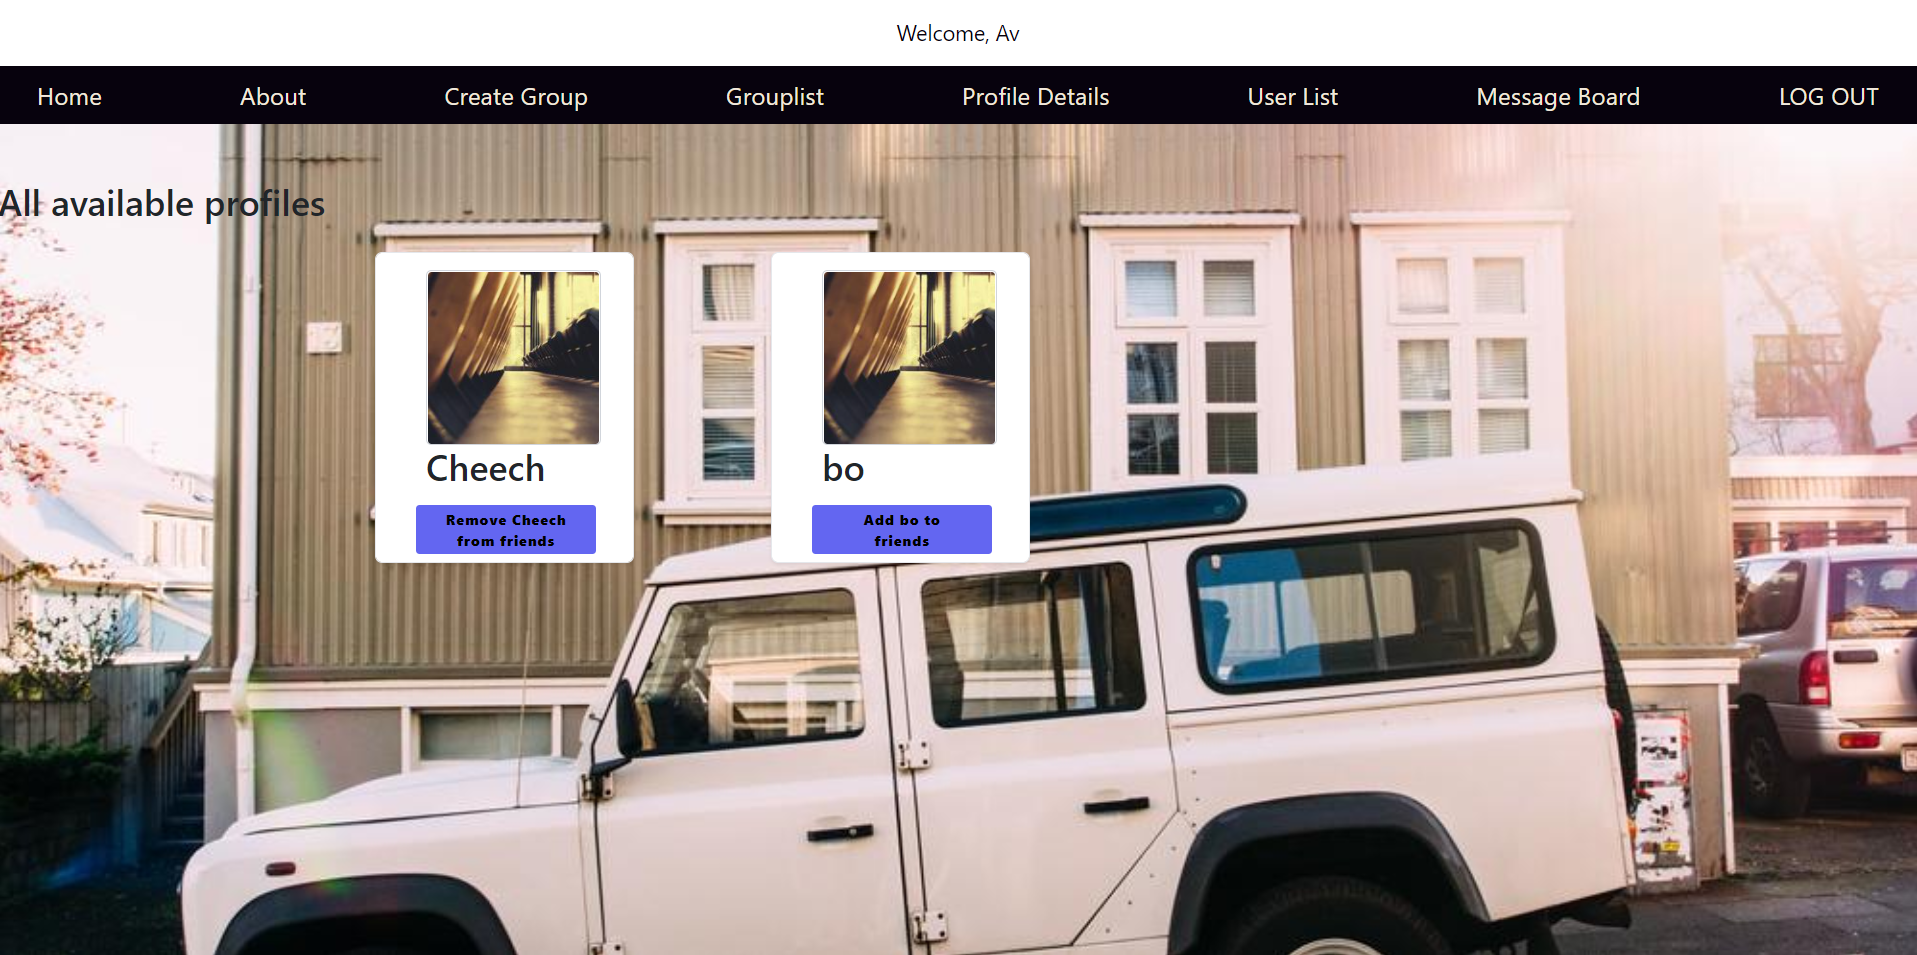 Welcome, Av
Home About Create Group Grouplist Profile Details User List Message Board LOG OUT
All available profiles
Cheech
bo
Remove Cheech
from friends
Add bo to
friends